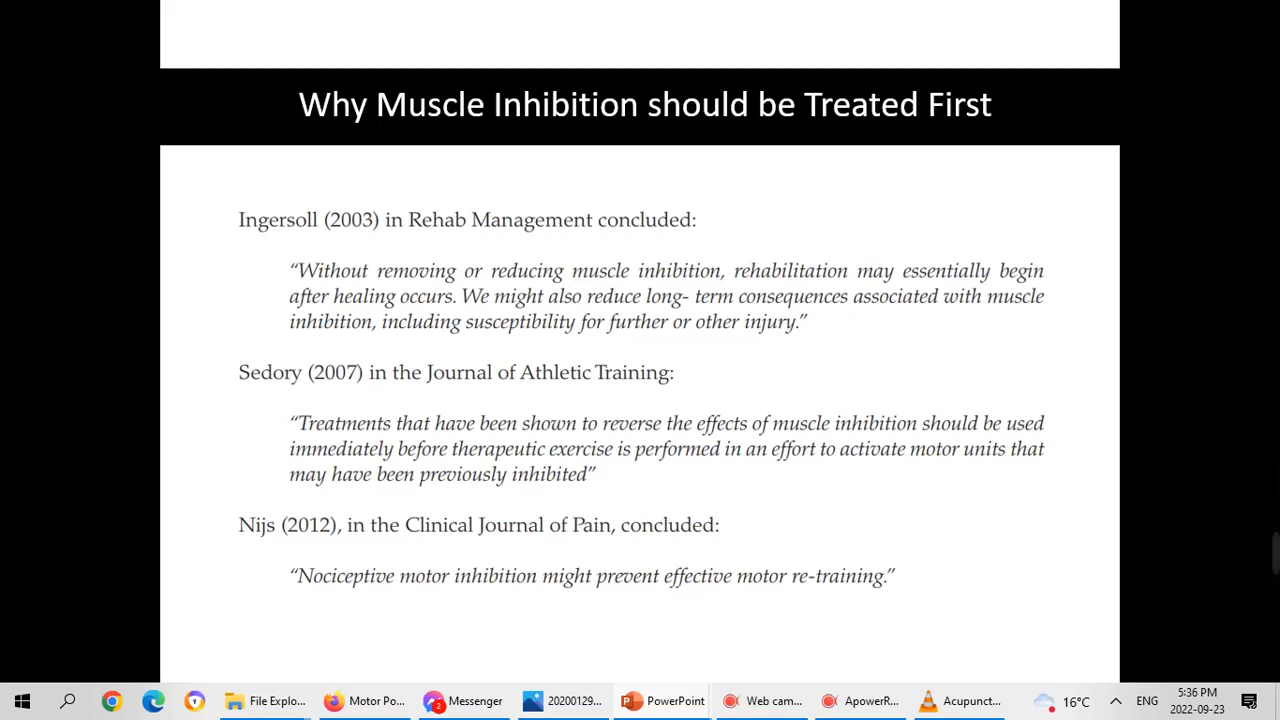 Why Muscle Inhibition should be Treated First
Ingersoll (2003) in Rehab Management concluded:
“Without removing or reducing muscle inhibition, rehabilitation may essentially begin
after healing occurs. We might also reduce long- term consequences associated with muscle
inhibition, including susceptibility for further or other injury.”
Sedory (2007) in the Journal of Athletic Training:
“Treatments that have been shown to reverse the effects of muscle inhibition should be used
immediately before therapeutic exercise is performed in an effort to activate motor units that
may have been previously inhibited”
Nijs (2012), in the Clinical Journal of Pain, concluded:
“Nociceptive motor inhibition might prevent effective motor re-training.”
File Explo... Motor Po... 2 Messenger 20200129... PowerPoint Web cam... ApowerR... Acupunct... 16°C ENG 5:36 PM
2022-09-23